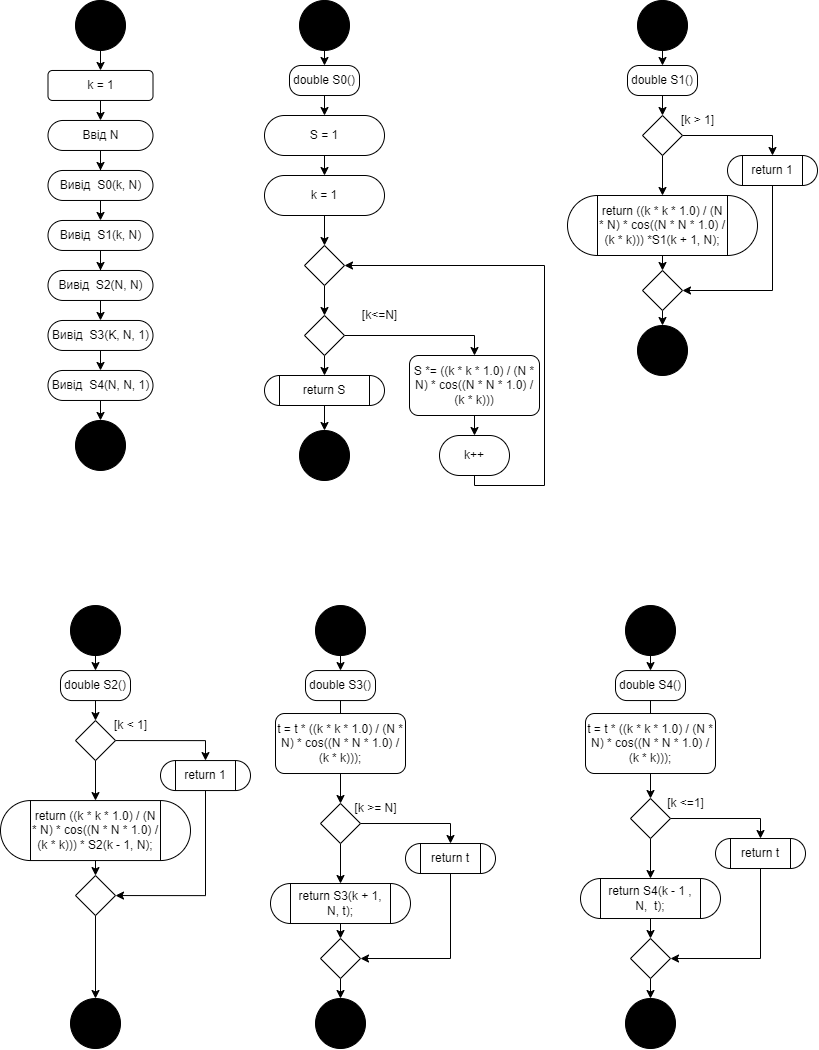 k = 1
Ввід N
Вивід S0(k, N)
Вивід S1(k, N)
Вивід S2(N, N)
Вивід S3(K, N, 1)
Вивід S4(N, N, 1)
double S0()
S = 1
k = 1
[k<=N]
return S
S *= ((k * k * 1.0) / (N *
N) * cos((N * N * 1.0) /
(k * k)))
k++
double S1()
[k > 1]
return 1
return ((k * k * 1.0) / (N
* N) * cos((N * N * 1.0) /
(k * k))) *S1(k + 1, N);
double S2()
[k < 1]
return 1
return ((k * k * 1.0) / (N
* N) * cos((N * N * 1.0) /
(k * k))) * S2(k - 1, N);
double S3()
t = t * ((k * k * 1.0) / (N *
N) * cos((N * N * 1.0) /
(k * k)));
[k >= N]
return t
return S3(k + 1,
N, t);
double S4()
t = t * ((k * k * 1.0) / (N *
N) * cos((N * N * 1.0) /
(k * k)));
[k <=1]
return t
return S4(k - 1 ,
N, t);